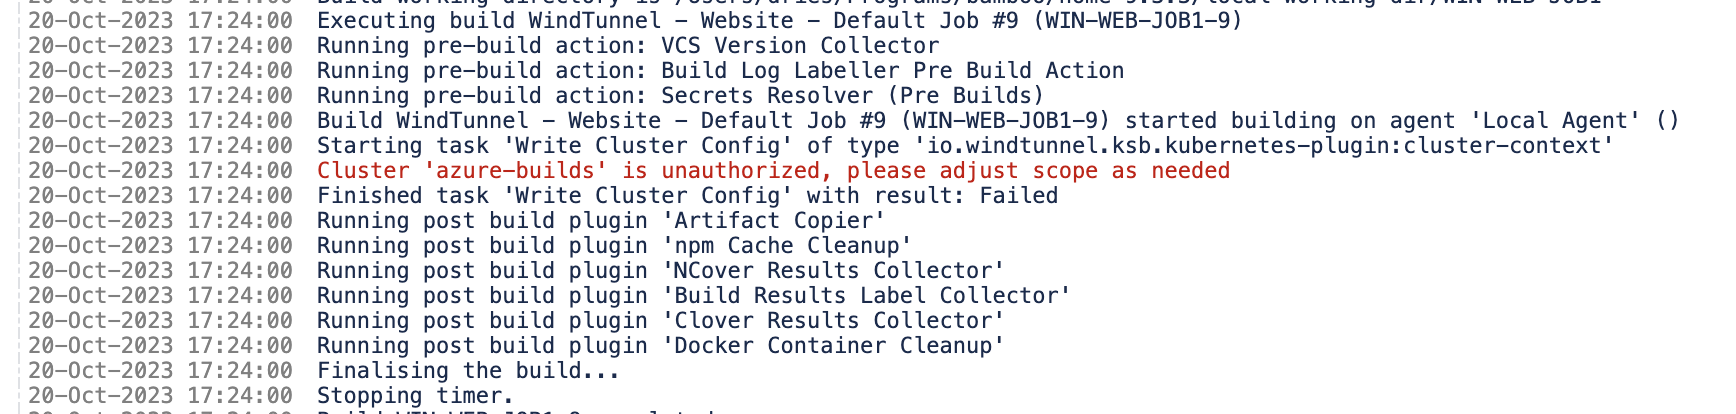 Executing build WindTunnel – Website – Default Job #9 (WIN-WEB-JOB1-9)
20-Oct-2023 17:24:00 Running pre-build action: VCS Version Collector
20-Oct-2023 17:24:00 Running pre-build action: Build Log Labeller Pre Build Action
20-Oct-2023 17:24:00 Running pre-build action: Secrets Resolver (Pre Builds)
20-Oct-2023 17:24:00 Build WindTunnel – Website – Default Job #9 (WIN-WEB-JOB1-9) started building on agent 'Local Agent' ()
20-Oct-2023 17:24:00 Starting task 'Write Cluster Config' of type 'io.windtunnel.ksb.kubernetes-plugin:cluster-context'
20-Oct-2023 17:24:00 Cluster 'azure-builds' is unauthorized, please adjust scope as needed
20-Oct-2023 17:24:00 Finished task 'Write Cluster Config' with result: Failed
20-Oct-2023 17:24:00 Running post build plugin 'Artifact Copier'
20-Oct-2023 17:24:00 Running post build plugin 'npm Cache Cleanup'
20-Oct-2023 17:24:00 Running post build plugin 'NCover Results Collector'
20-Oct-2023 17:24:00 Running post build plugin 'Build Results Label Collector'
20-Oct-2023 17:24:00 Running post build plugin 'Clover Results Collector'
20-Oct-2023 17:24:00 Running post build plugin 'Docker Container Cleanup'
20-Oct-2023 17:24:00 Finalising the build...
20-Oct-2023 17:24:00 Stopping timer.